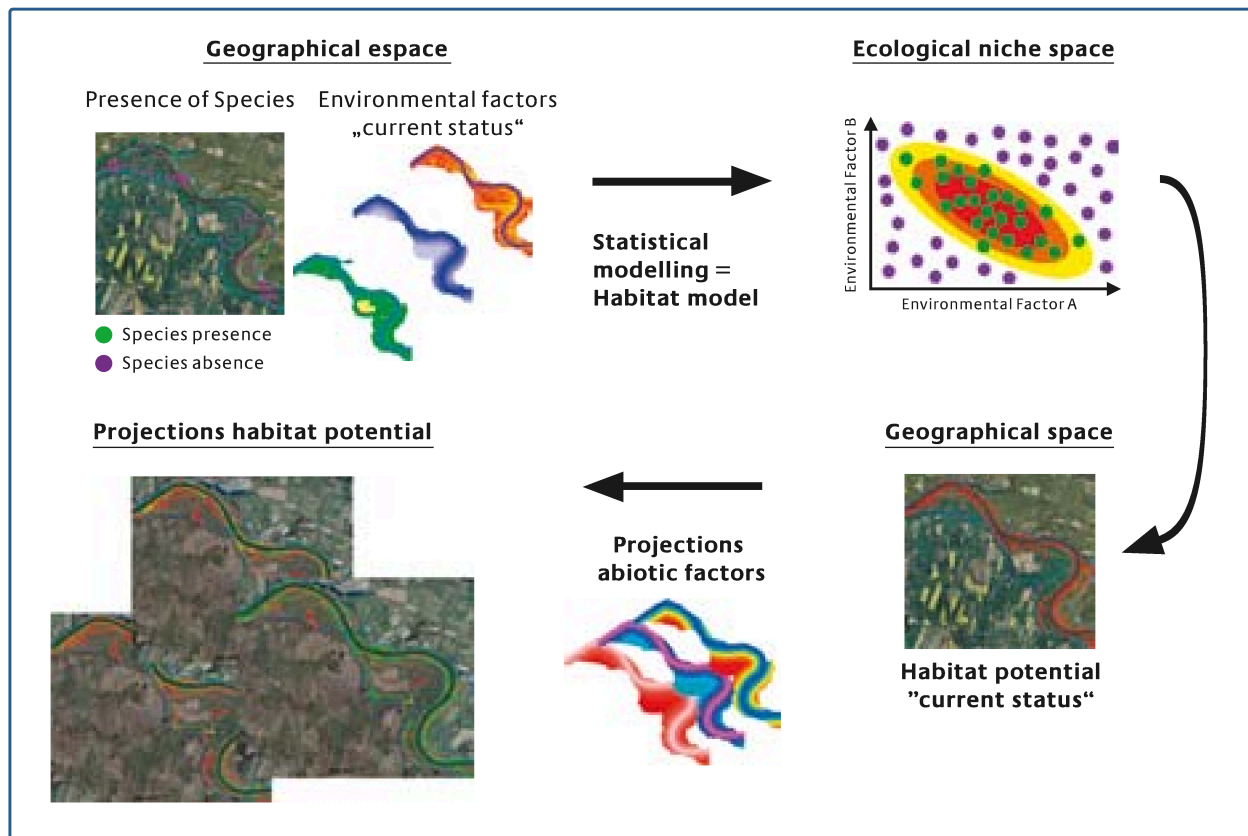 Geographical espace
Presence of Species
Environmental factors
„current status“
Species presence
Species absence
Statistical
modelling =
Habitat model
Ecological niche space
Environmental Factor B
Environmental Factor A
Geographical space
Habitat potential
”current status“
Projections
abiotic factors
Projections habitat potential